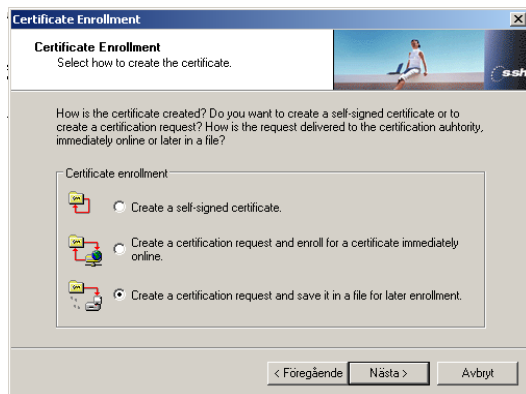 Certificate Enrollment
Certificate Enrollment
Select how to create the certificate.
ssh
How is the certificate created? Do you want to create a self-signed certificate or to
create a certification request? How is the request delivered to the certification auhtority,
immediately online or later in a file?
Certificate enrollment
Create a self-signed certificate.
Create a certification request and enroll for a certificate immediately
online.
Create a certification request and save it in a file for later enrollment.
< Föregående
Nästa >
Avbryt